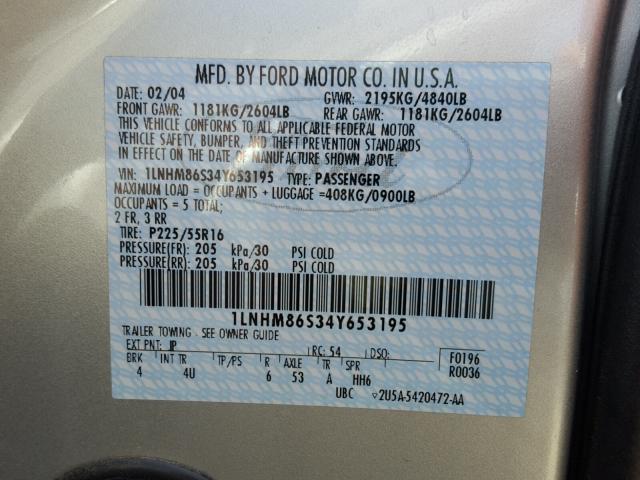 MFD. BY FORD MOTOR CO. IN U.S.A.
DATE: 02/04 GVWR: 2195KG/4840LB
FRONT GAWR: 1181KG/2604LB REAR GAWR: 1181KG/2604LB
THIS VEHICLE CONFORMS TO ALL APPLICABLE FEDERAL MOTOR
VEHICLE SAFETY, BUMPER, AND THEFT PREVENTION STANDARDS
IN EFFECT ON THE DATE OF MANUFACTURE SHOWN ABOVE.
VIN: 1LNHM86S34Y653195 TYPE: PASSENGER
MAXIMUM LOAD = OCCUPANTS + LUGGAGE =408KG/0900LB
OCCUPANTS = 5 TOTAL:
2 FR, 3 RR
TIRE: P225/55R16
PRESSURE(FR): 205 kPa/30 PSI COLD
PRESSURE(RR): 205 kPa/30 PSI COLD
1LNHM86S34Y653195
TRAILER TOWING - SEE OWNER GUIDE
EXT PNT: JP RC: 54 DSO: F0196
BRK INT TR TP/PS R AXLE TR SPR R0036
4 4U 6 53 A HH6
UBC 2U5A-5420472-AA